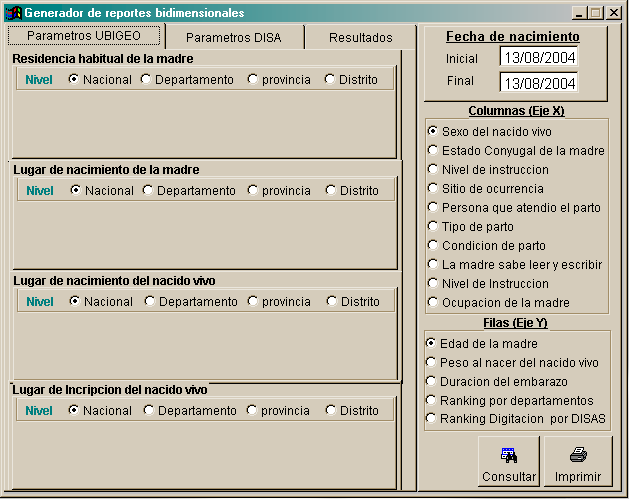 Generador de reportes bidimensionales
Parametros UBIGEO
Parametros DISA
Resultados
Residencia habitual de la madre
Nivel Nacional Departamento provincia Distrito
Lugar de nacimiento de la madre
Nivel Nacional Departamento provincia Distrito
Lugar de nacimiento del nacido vivo
Nivel Nacional Departamento provincia Distrito
Lugar de Incripcion del nacido vivo
Nivel Nacional Departamento provincia Distrito
Fecha de nacimiento
Inicial 13/08/2004
Final 13/08/2004
Columnas (Eje X)
Sexo del nacido vivo
Estado Conyugal de la madre
Nivel de instruccion
Sitio de ocurrencia
Persona que atendio el parto
Tipo de parto
Condicion de parto
La madre sabe leer y escribir
Nivel de Instruccion
Ocupacion de la madre
Filas (Eje Y)
Edad de la madre
Peso al nacer del nacido vivo
Duracion del embarazo
Ranking por departamentos
Ranking Digitacion por DISAS
Consultar
Imprimir